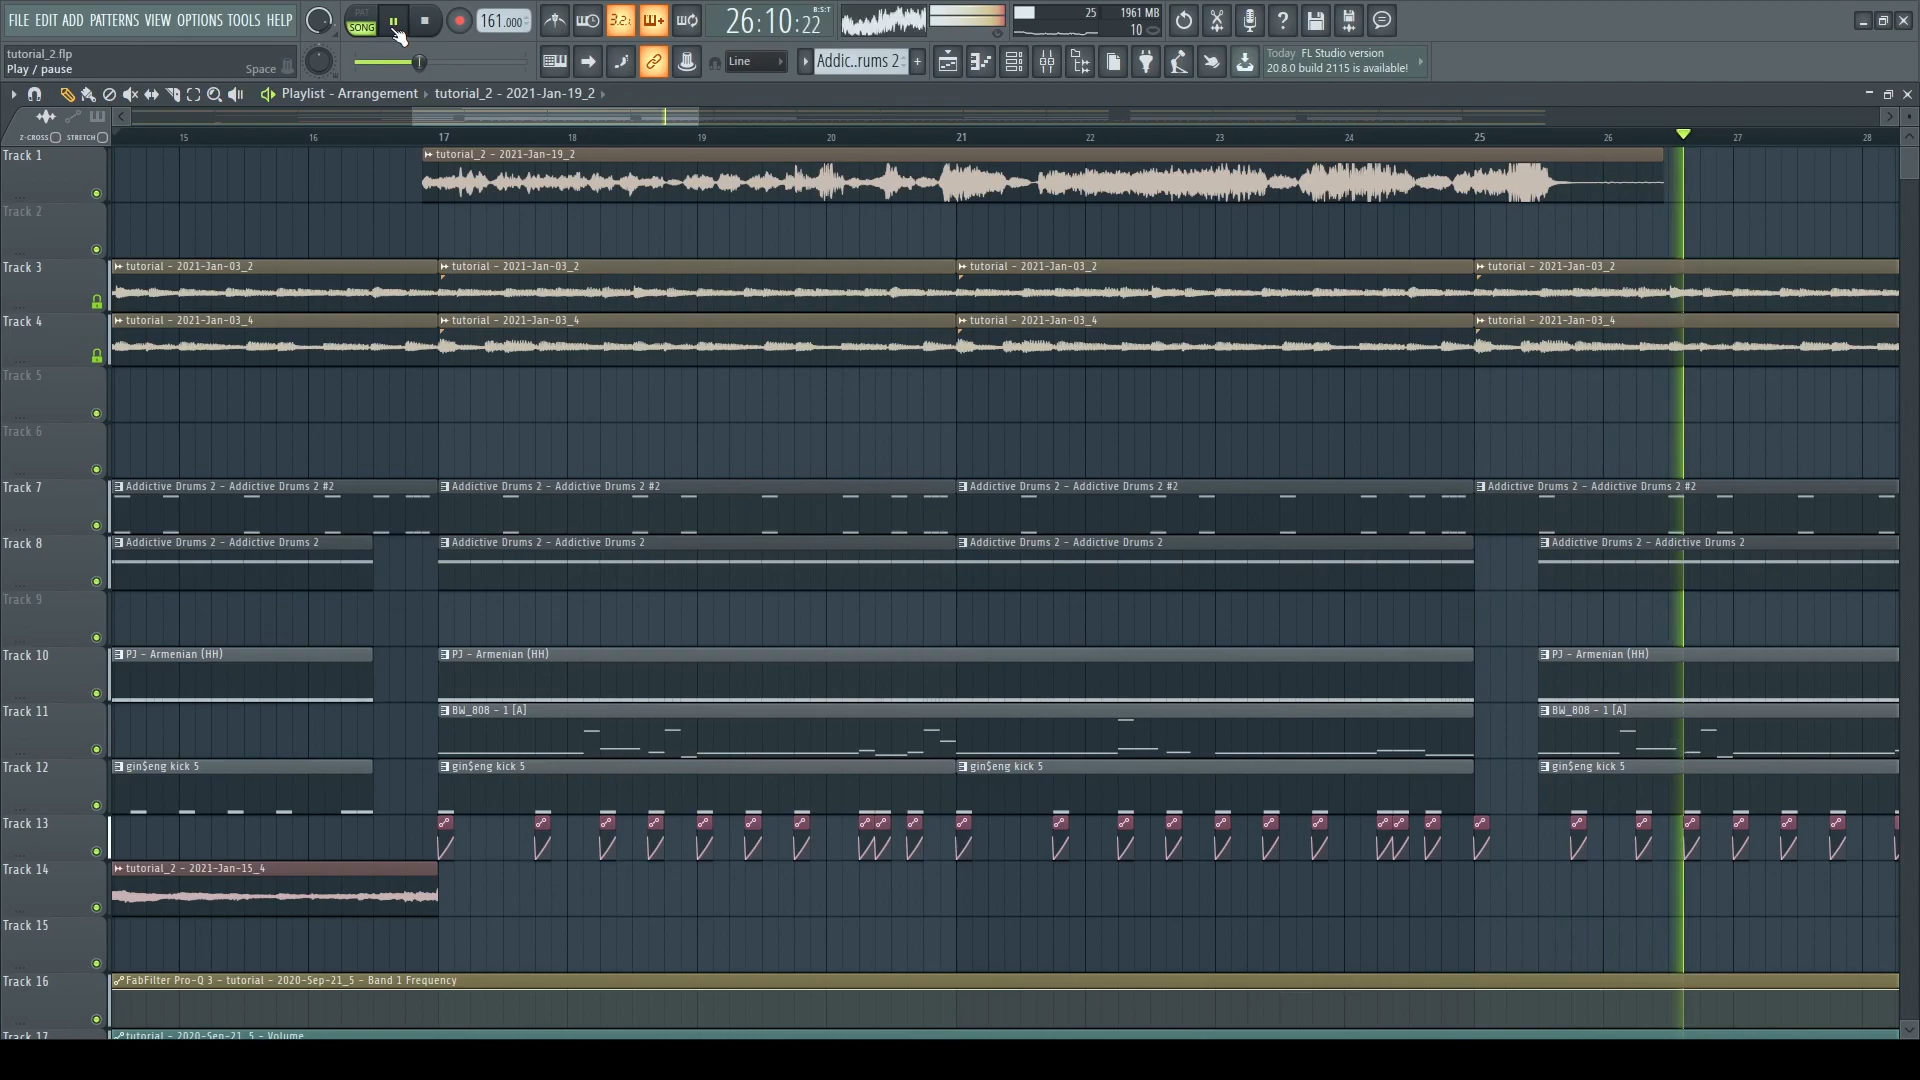 FILE EDIT ADD PATTERNS VIEW OPTIONS TOOLS HELP
PAT
SONG
161.000
3.2.1
26:10:22
B:S:T
25
1961 MB
10
tutorial_2.flp
Play / pause
Space
Line
Addic..rums 2
Today FL Studio version
20.8.0 build 2115 is available!
Playlist - Arrangement › tutorial_2 - 2021-Jan-19_2 ›
Z-CROSS STRETCH
15 16 17 18 19 20 21 22 23 24 25 26 27 28
Track 1
tutorial_2 - 2021-Jan-19_2
Track 2
Track 3
tutorial - 2021-Jan-03_2 tutorial - 2021-Jan-03_2 tutorial - 2021-Jan-03_2 tutorial - 2021-Jan-03_2
Track 4
tutorial - 2021-Jan-03_4 tutorial - 2021-Jan-03_4 tutorial - 2021-Jan-03_4 tutorial - 2021-Jan-03_4
Track 5
Track 6
Track 7
Addictive Drums 2 - Addictive Drums 2 #2 Addictive Drums 2 - Addictive Drums 2 #2 Addictive Drums 2 - Addictive Drums 2 #2 Addictive Drums 2 - Addictive Drums 2 #2
Track 8
Addictive Drums 2 - Addictive Drums 2 Addictive Drums 2 - Addictive Drums 2 Addictive Drums 2 - Addictive Drums 2 Addictive Drums 2 - Addictive Drums 2
Track 9
Track 10
PJ - Armenian (HH) PJ - Armenian (HH) PJ - Armenian (HH)
Track 11
BW_808 - 1 [A] BW_808 - 1 [A]
Track 12
gin$eng kick 5 gin$eng kick 5 gin$eng kick 5 gin$eng kick 5
Track 13
Track 14
tutorial_2 - 2021-Jan-15_4
Track 15
Track 16
FabFilter Pro-Q 3 - tutorial - 2020-Sep-21_5 - Band 1 Frequency
Track 17
tutorial - 2020-Sep-21_5 - Volume